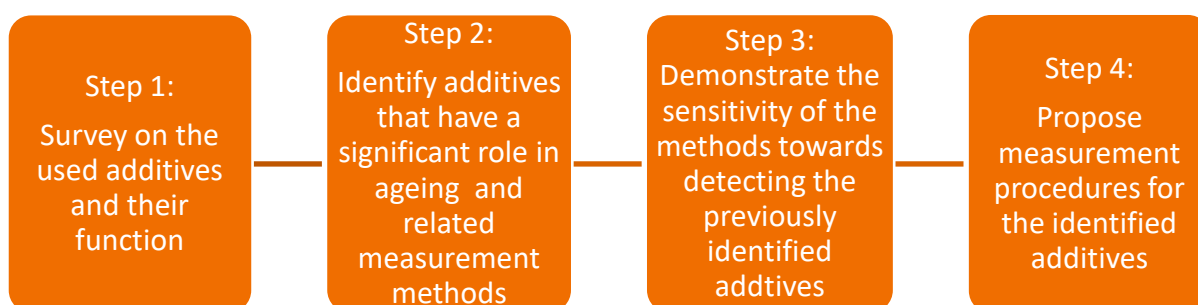 Step 1:
Survey on the
used additives
and their
function
Step 2:
Identify additives
that have a
significant role in
ageing and
related
measurement
methods
Step 3:
Demonstrate the
sensitivity of the
methods towards
detecting the
previously
identified
addtives
Step 4:
Propose
measurement
procedures for
the identified
additives